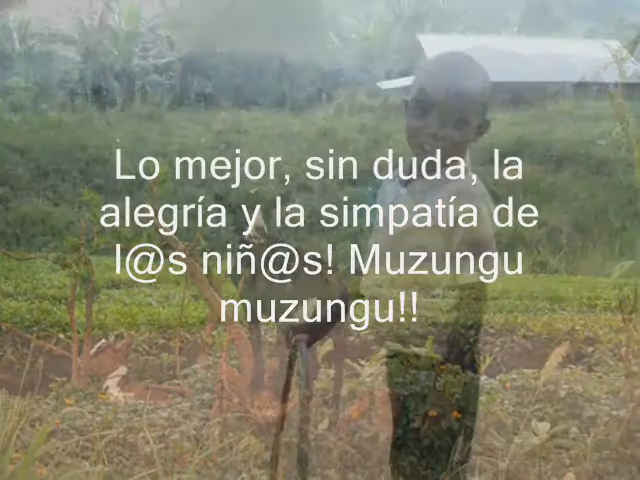 Lo mejor, sin duda, la
alegría y la simpatía de
l@s niñ@s! Muzungu
muzungu!!